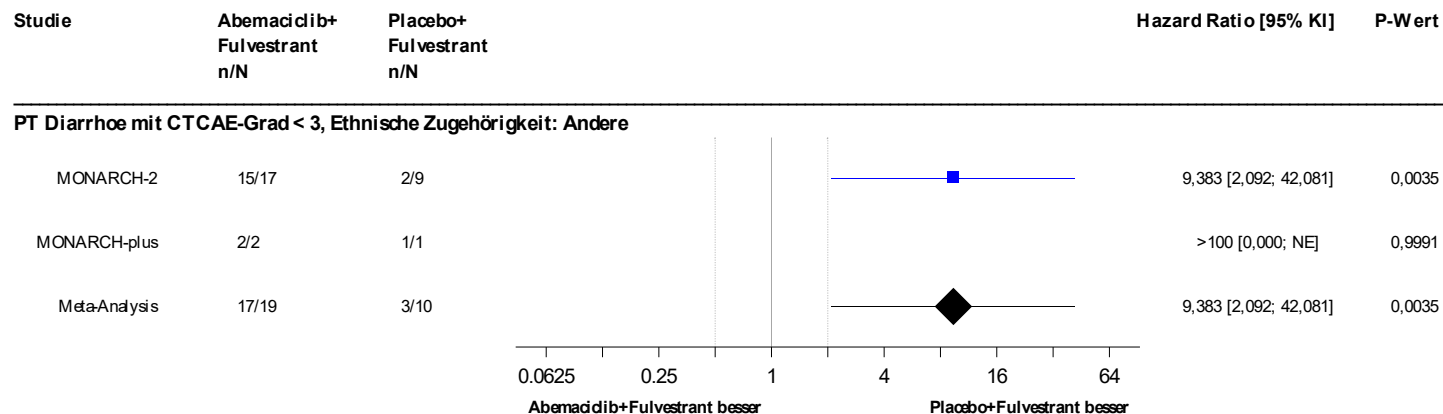 Studie Abemaciclib+ Placebo+ Hazard Ratio [95% KI] P-Wert
Fulvestrant Fulvestrant
n/N n/N
PT Diarrhoe mit CTCAE-Grad < 3, Ethnische Zugehörigkeit: Andere
MONARCH-2 15/17 2/9 9,383 [2,092; 42,081] 0,0035
MONARCH-plus 2/2 1/1 >100 [0,000; NE] 0,9991
Meta-Analysis 17/19 3/10 9,383 [2,092; 42,081] 0,0035
0.0625 0.25 1 4 16 64
Abemaciclib+Fulvestrant besser Placebo+Fulvestrant besser